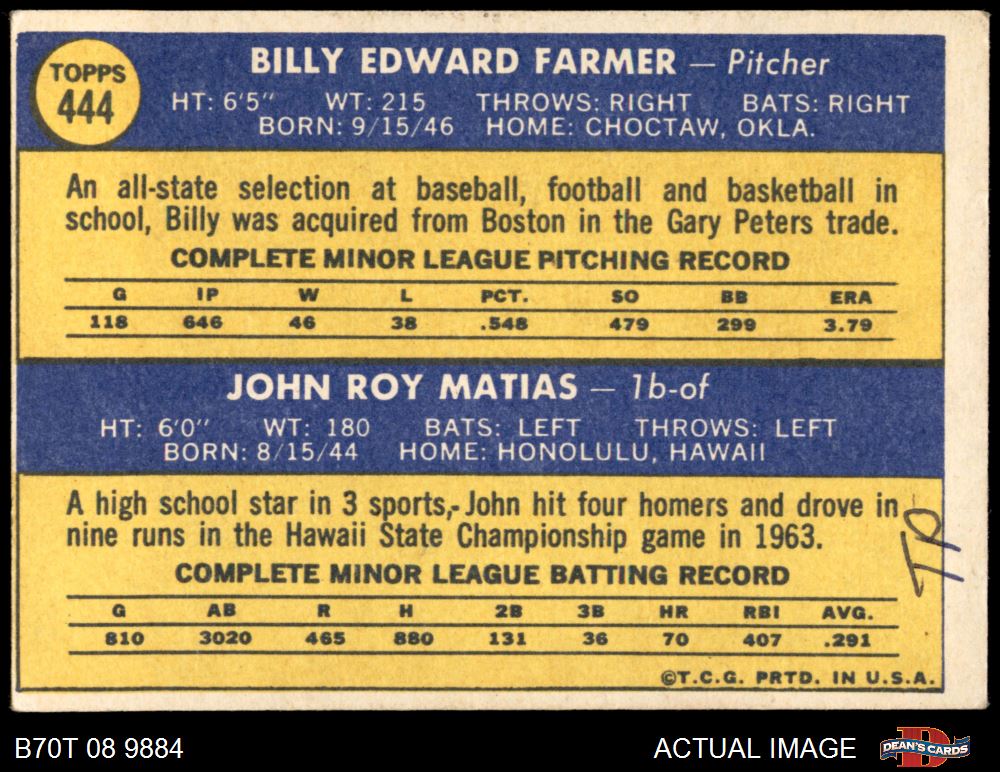 TOPPS
444
BILLY EDWARD FARMER — Pitcher
HT: 6'5" WT: 215 THROWS: RIGHT BATS: RIGHT
BORN: 9/15/46 HOME: CHOCTAW, OKLA.
An all-state selection at baseball, football and basketball in
school, Billy was acquired from Boston in the Gary Peters trade.
COMPLETE MINOR LEAGUE PITCHING RECORD
G IP W L PCT. SO BB ERA
118 646 46 38 .548 479 299 3.79
JOHN ROY MATIAS — 1b-of
HT: 6'0" WT: 180 BATS: LEFT THROWS: LEFT
BORN: 8/15/44 HOME: HONOLULU, HAWAII
A high school star in 3 sports,- John hit four homers and drove in
nine runs in the Hawaii State Championship game in 1963.
TP
COMPLETE MINOR LEAGUE BATTING RECORD
G AB R H 2B 3B HR RBI AVG.
810 3020 465 880 131 36 70 407 .291
©T.C.G. PRTD. IN U.S.A.
B70T 08 9884
ACTUAL IMAGE
DEAN'S CARDS